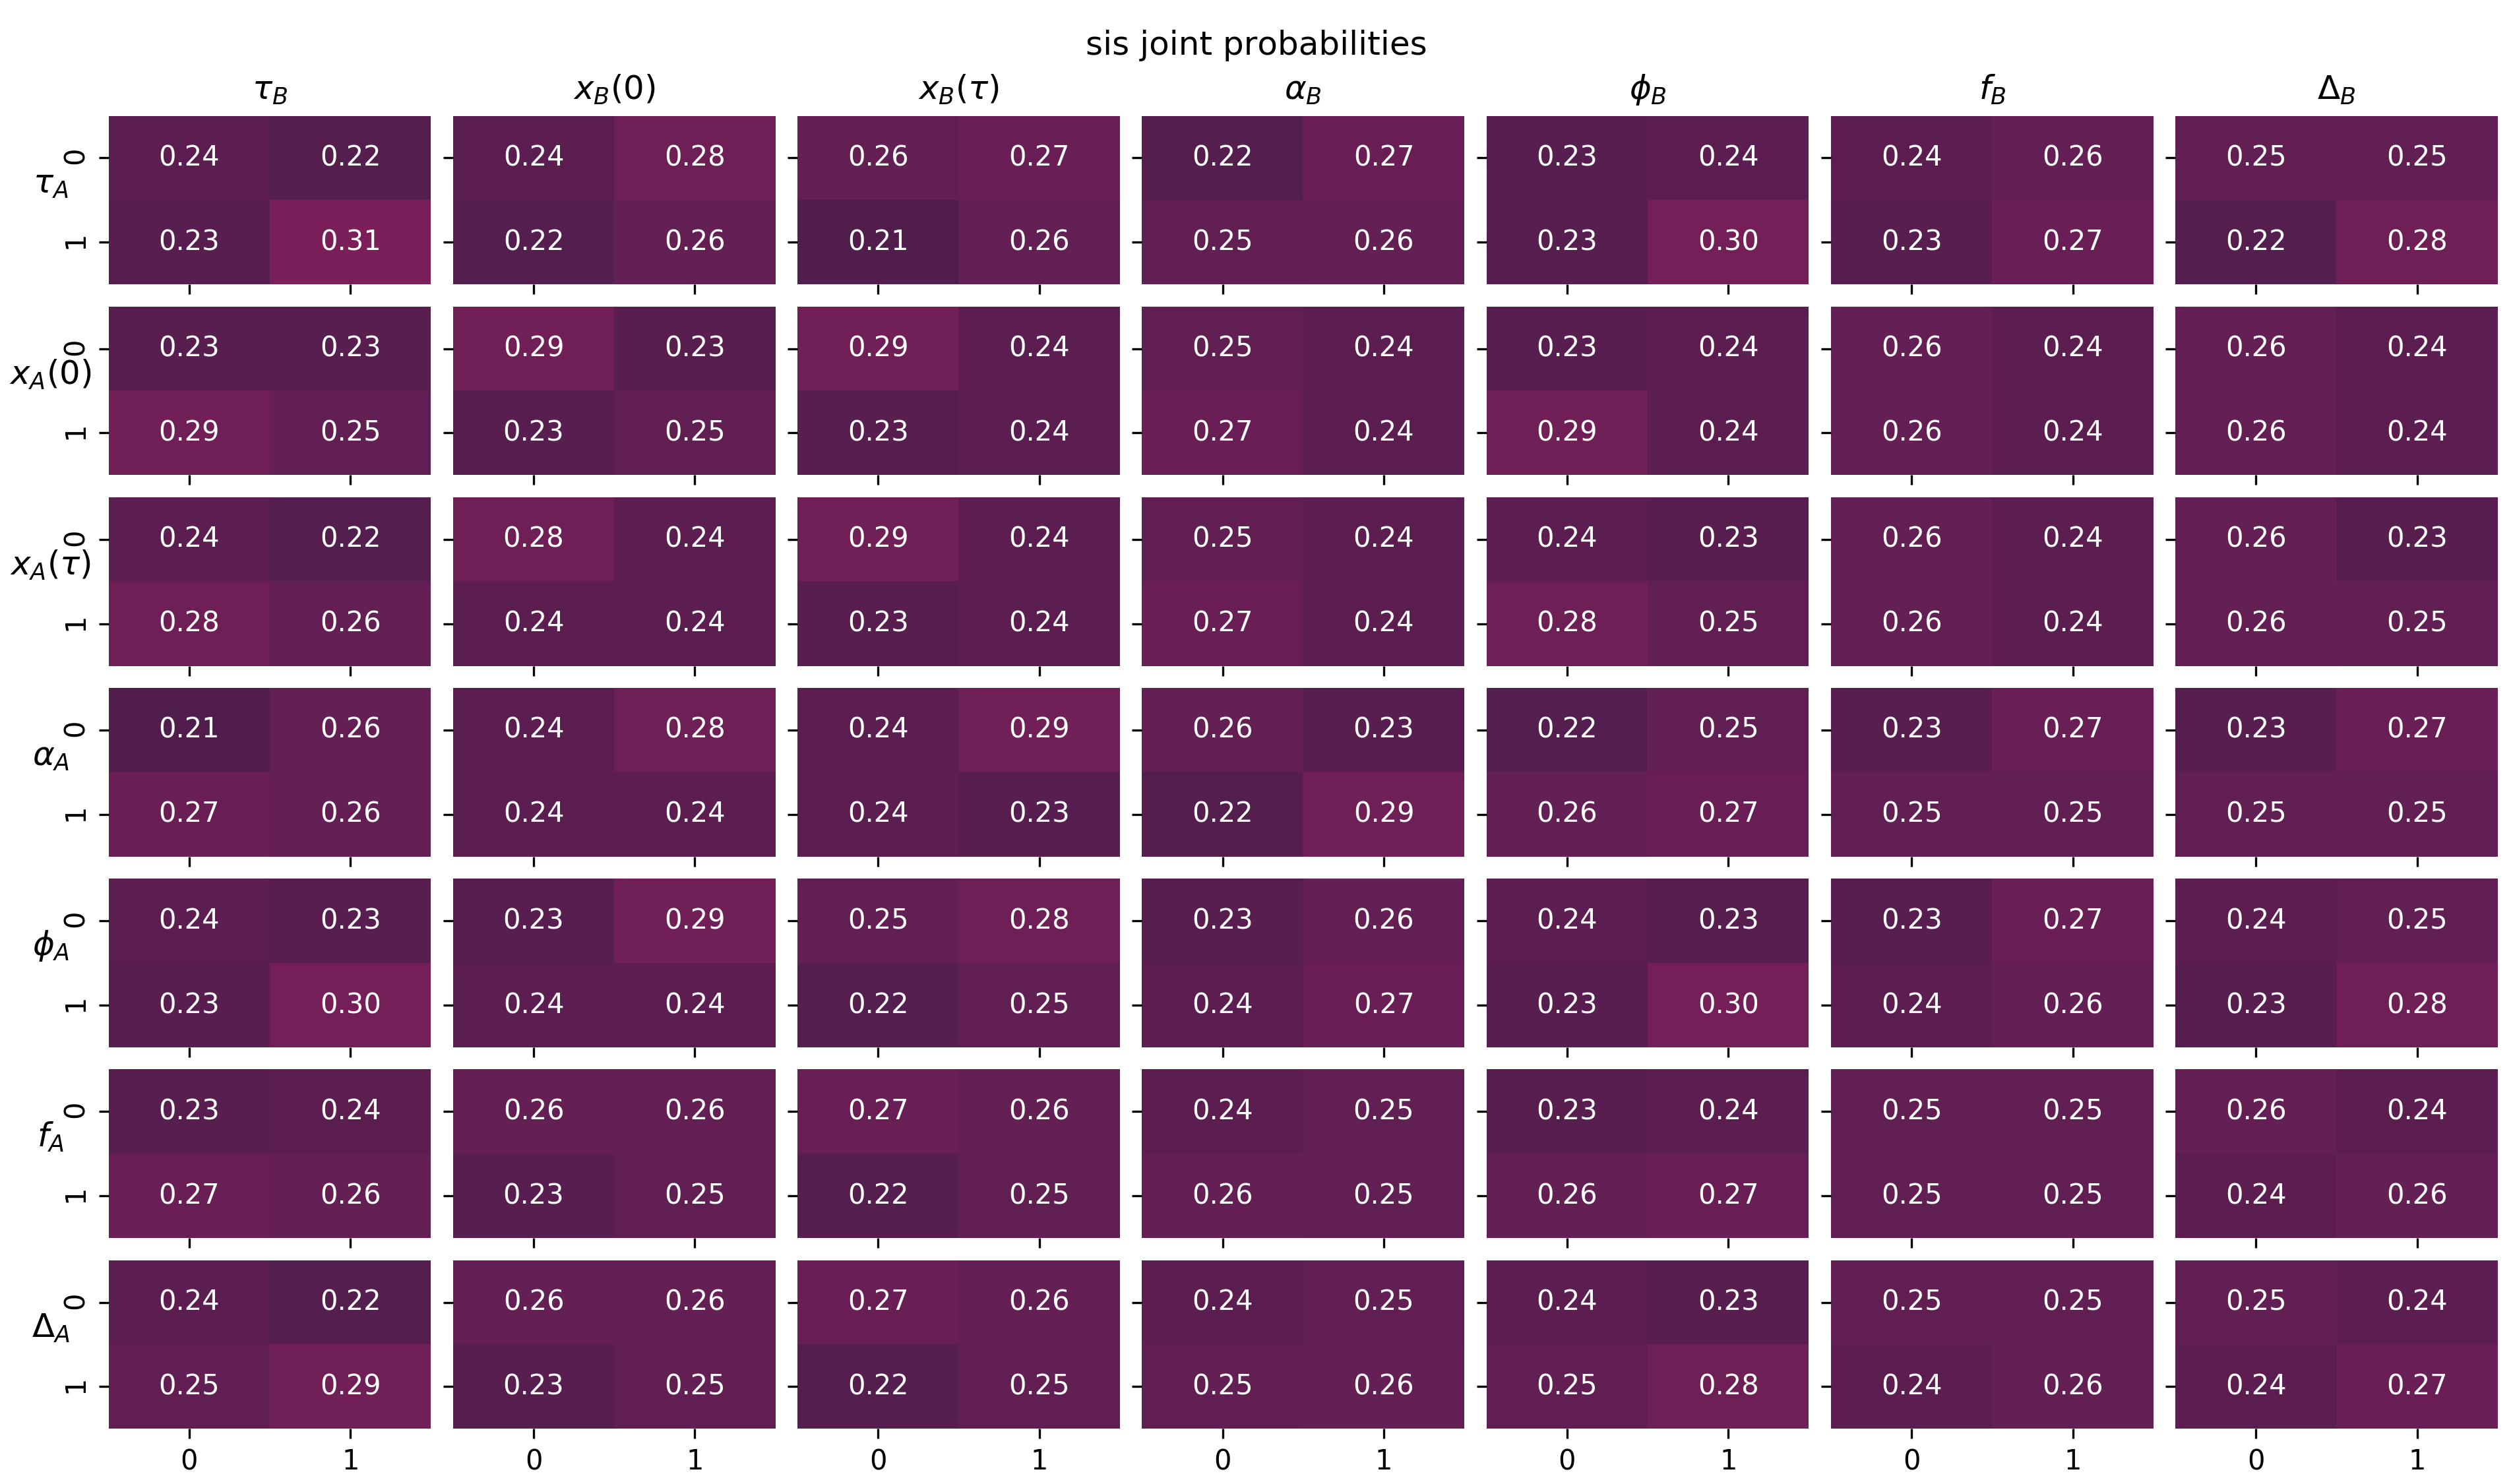 sis joint probabilities
τB xB(0) xB(τ) αB ϕB fB ΔB
0 0.24 0.22 0.24 0.28 0.26 0.27 0.22 0.27 0.23 0.24 0.24 0.26 0.25 0.25
τA
1 0.23 0.31 0.22 0.26 0.21 0.26 0.25 0.26 0.23 0.30 0.23 0.27 0.22 0.28
0 0.23 0.23 0.29 0.23 0.29 0.24 0.25 0.24 0.23 0.24 0.26 0.24 0.26 0.24
xA(0)
1 0.29 0.25 0.23 0.25 0.23 0.24 0.27 0.24 0.29 0.24 0.26 0.24 0.26 0.24
0 0.24 0.22 0.28 0.24 0.29 0.24 0.25 0.24 0.24 0.23 0.26 0.24 0.26 0.23
xA(τ)
1 0.28 0.26 0.24 0.24 0.23 0.24 0.27 0.24 0.28 0.25 0.26 0.24 0.26 0.25
0 0.21 0.26 0.24 0.28 0.24 0.29 0.26 0.23 0.22 0.25 0.23 0.27 0.23 0.27
αA
1 0.27 0.26 0.24 0.24 0.24 0.23 0.22 0.29 0.26 0.27 0.25 0.25 0.25 0.25
0 0.24 0.23 0.23 0.29 0.25 0.28 0.23 0.26 0.24 0.23 0.23 0.27 0.24 0.25
ϕA
1 0.23 0.30 0.24 0.24 0.22 0.25 0.24 0.27 0.23 0.30 0.24 0.26 0.23 0.28
0 0.23 0.24 0.26 0.26 0.27 0.26 0.24 0.25 0.23 0.24 0.25 0.25 0.26 0.24
fA
1 0.27 0.26 0.23 0.25 0.22 0.25 0.26 0.25 0.26 0.27 0.25 0.25 0.24 0.26
0 0.24 0.22 0.26 0.26 0.27 0.26 0.24 0.25 0.24 0.23 0.25 0.25 0.25 0.24
ΔA
1 0.25 0.29 0.23 0.25 0.22 0.25 0.25 0.26 0.25 0.28 0.24 0.26 0.24 0.27
0 1 0 1 0 1 0 1 0 1 0 1 0 1